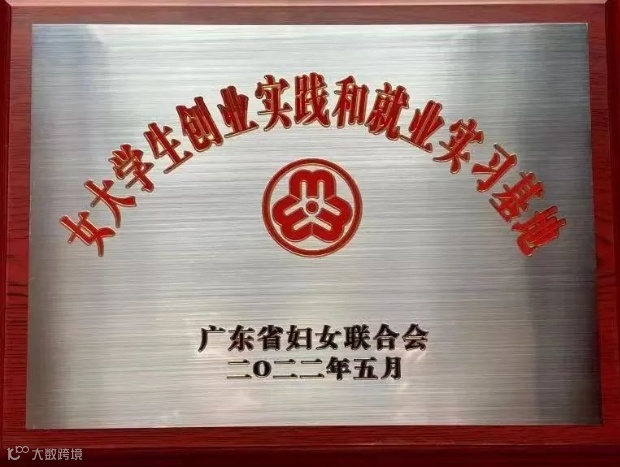 女大学生创业实践和就业实习基地
广东省妇女联合会
二〇二二年五月
大数跨境